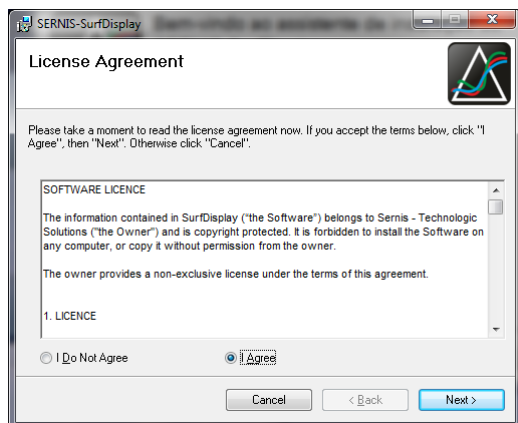 SERNIS-SurfDisplay
License Agreement
Please take a moment to read the license agreement now. If you accept the terms below, click "I
Agree", then "Next". Otherwise click "Cancel".
SOFTWARE LICENCE
The information contained in SurfDisplay ("the Software") belongs to Sernis - Technologic
Solutions ("the Owner") and is copyright protected. It is forbidden to install the Software on
any computer, or copy it without permission from the owner.
The owner provides a non-exclusive license under the terms of this agreement.
1. LICENCE
I Do Not Agree
I Agree
Cancel
< Back
Next >